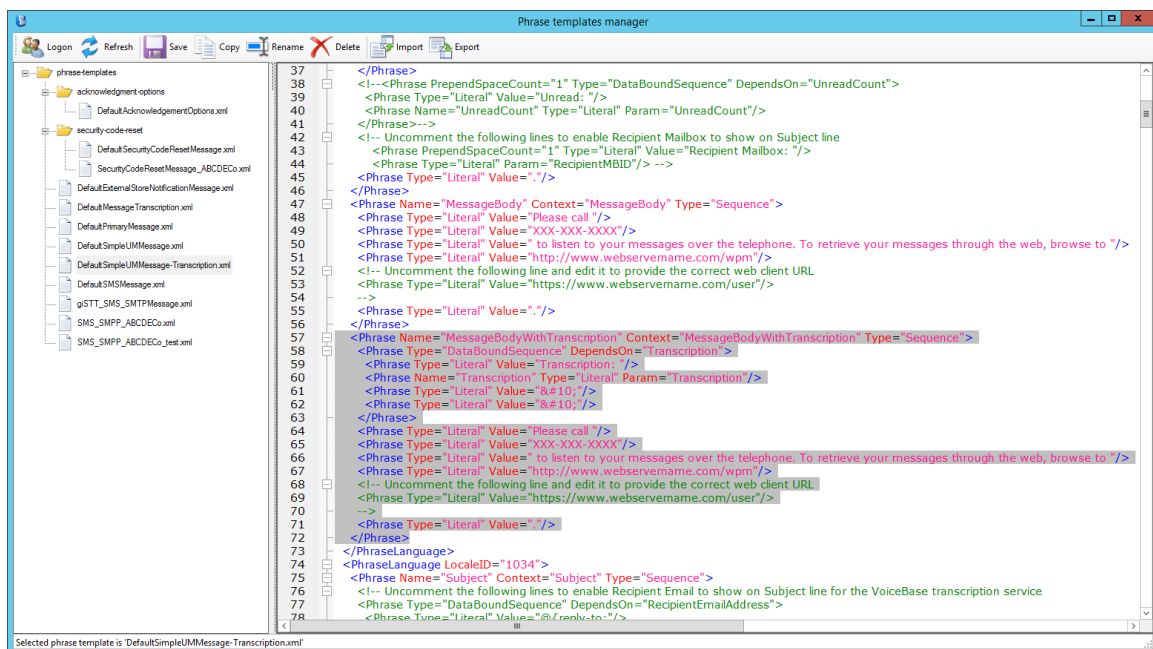 Phrase templates manager
Logon Refresh Save Copy Rename Delete Import Export
phrase-templates
acknowledgment-options
DefaultAcknowledgementOptions.xml
security-code-reset
DefaultSecurityCodeResetMessage.xml
SecurityCodeResetMessage_ABCDECo.xml
DefaultExternalStoreNotificationMessage.xml
DefaultMessageTranscription.xml
DefaultPrimaryMessage.xml
DefaultSimpleUMMessage.xml
DefaultSimpleUMMessage-Transcription.xml
DefaultSMSMessage.xml
giSTT_SMS_SMTPMessage.xml
SMS_SMPP_ABCDECo.xml
SMS_SMPP_ABCDECo_test.xml
37 </Phrase>
38 <!--<Phrase PrependSpaceCount="1" Type="DataBoundSequence" DependsOn="UnreadCount">
39 <Phrase Type="Literal" Value="Unread: "/>
40 <Phrase Name="UnreadCount" Type="Literal" Param="UnreadCount"/>
41 </Phrase>-->
42 <!-- Uncomment the following lines to enable Recipient Mailbox to show on Subject line
43 <Phrase PrependSpaceCount="1" Type="Literal" Value="Recipient Mailbox: "/>
44 <Phrase Type="Literal" Param="RecipientMBID"/> -->
45 <Phrase Type="Literal" Value="."/>
46 </Phrase>
47 <Phrase Name="MessageBody" Context="MessageBody" Type="Sequence">
48 <Phrase Type="Literal" Value="Please call "/>
49 <Phrase Type="Literal" Value="XXX-XXX-XXXX"/>
50 <Phrase Type="Literal" Value=" to listen to your messages over the telephone. To retrieve your messages through the web, browse to "/>
51 <Phrase Type="Literal" Value="http://www.webservername.com/wpm"/>
52 <!-- Uncomment the following line and edit it to provide the correct web client URL
53 <Phrase Type="Literal" Value="https://www.webservername.com/user"/>
54 -->
55 <Phrase Type="Literal" Value="."/>
56 </Phrase>
57 <Phrase Name="MessageBodyWithTranscription" Context="MessageBodyWithTranscription" Type="Sequence">
58 <Phrase Type="DataBoundSequence" DependsOn="Transcription">
59 <Phrase Type="Literal" Value="Transcription: "/>
60 <Phrase Name="Transcription" Type="Literal" Param="Transcription"/>
61 <Phrase Type="Literal" Value="&#10;"/>
62 <Phrase Type="Literal" Value="&#10;"/>
63 </Phrase>
64 <Phrase Type="Literal" Value="Please call "/>
65 <Phrase Type="Literal" Value="XXX-XXX-XXXX"/>
66 <Phrase Type="Literal" Value=" to listen to your messages over the telephone. To retrieve your messages through the web, browse to "/>
67 <Phrase Type="Literal" Value="http://www.webservername.com/wpm"/>
68 <!-- Uncomment the following line and edit it to provide the correct web client URL
69 <Phrase Type="Literal" Value="https://www.webservername.com/user"/>
70 -->
71 <Phrase Type="Literal" Value="."/>
72 </Phrase>
73 </PhraseLanguage>
74 <PhraseLanguage LocaleID="1034">
75 <Phrase Name="Subject" Context="Subject" Type="Sequence">
76 <!-- Uncomment the following lines to enable Recipient Email to show on Subject line for the VoiceBase transcription service
77 <Phrase Type="DataBoundSequence" DependsOn="RecipientEmailAddress">
78 <Phrase Type="Literal" Value="@{reply-to:"/>
Selected phrase template is 'DefaultSimpleUMMessage-Transcription.xml'